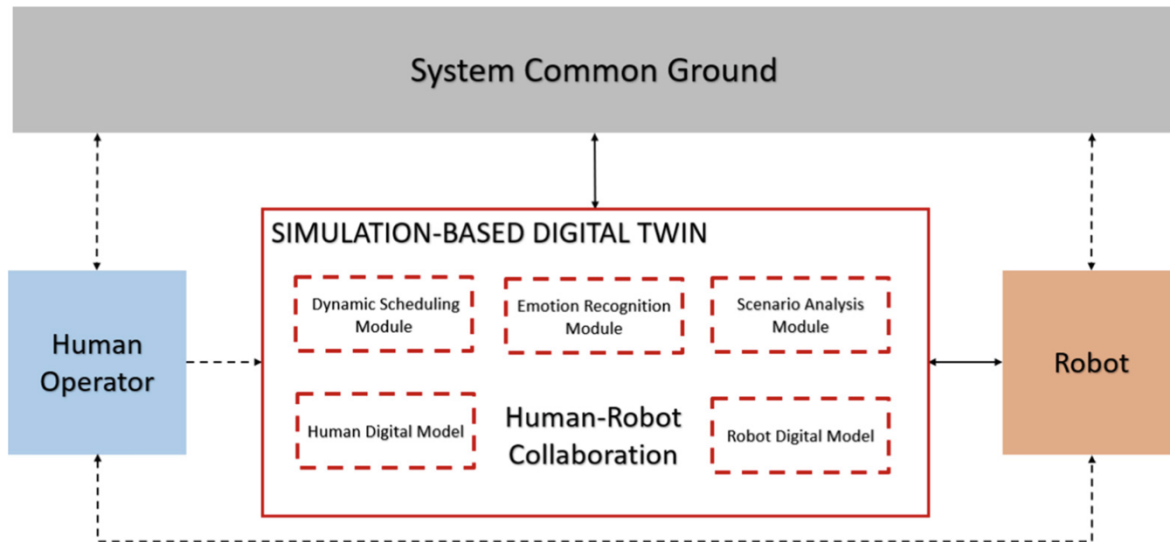 System Common Ground
SIMULATION-BASED DIGITAL TWIN
Dynamic Scheduling
Module
Emotion Recognition
Module
Scenario Analysis
Module
Human
Operator
Robot
Human Digital Model
Human-Robot
Collaboration
Robot Digital Model